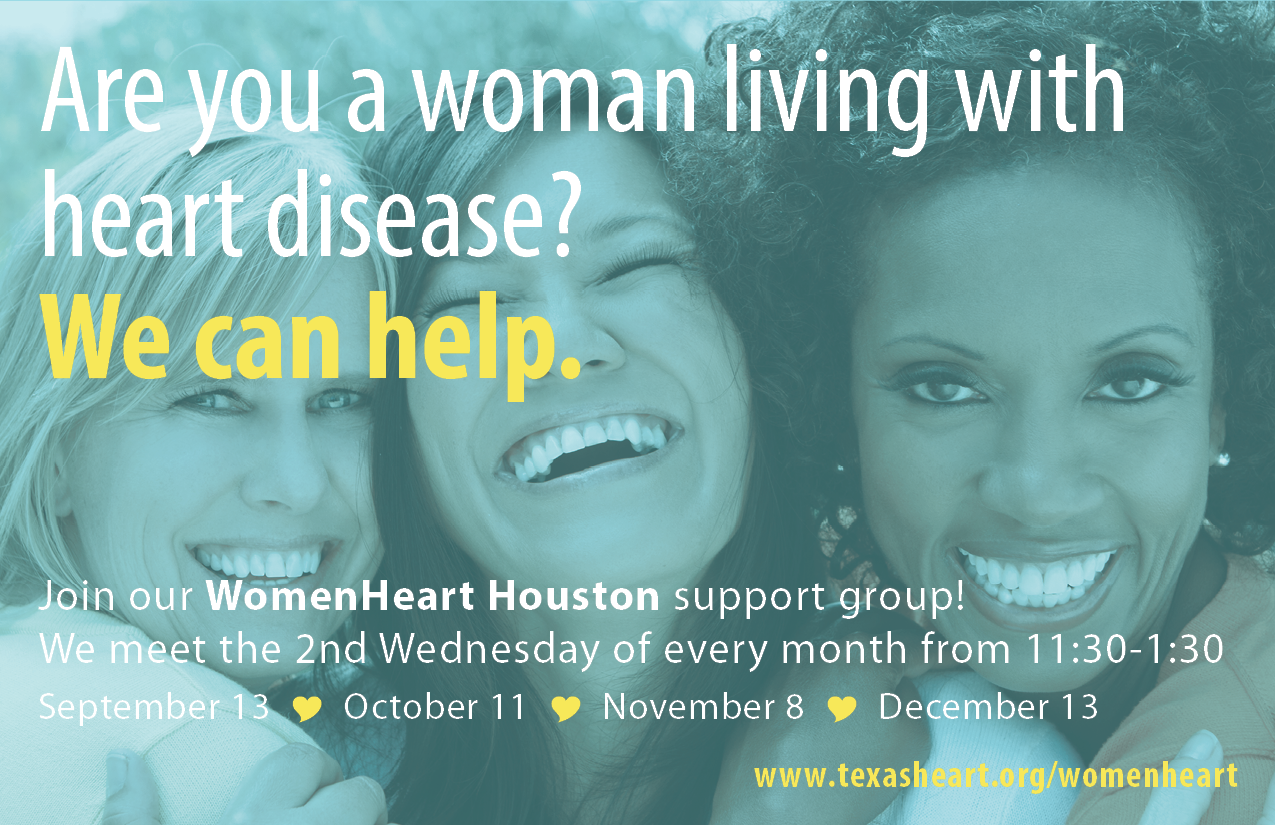 Are you a woman living with
heart disease?
We can help.
Join our WomenHeart Houston support group!
We meet the 2nd Wednesday of every month from 11:30-1:30
September 13 ♥ October 11 ♥ November 8 ♥ December 13
www.texasheart.org/womenheart